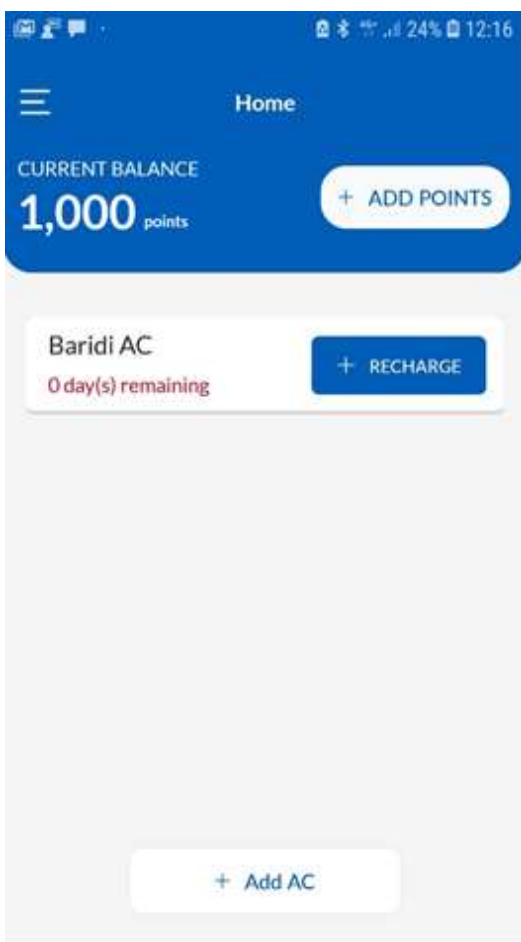 24% 12:16
Home
CURRENT BALANCE
1,000 points
+ ADD POINTS
Baridi AC
0 day(s) remaining
+ RECHARGE
+ Add AC